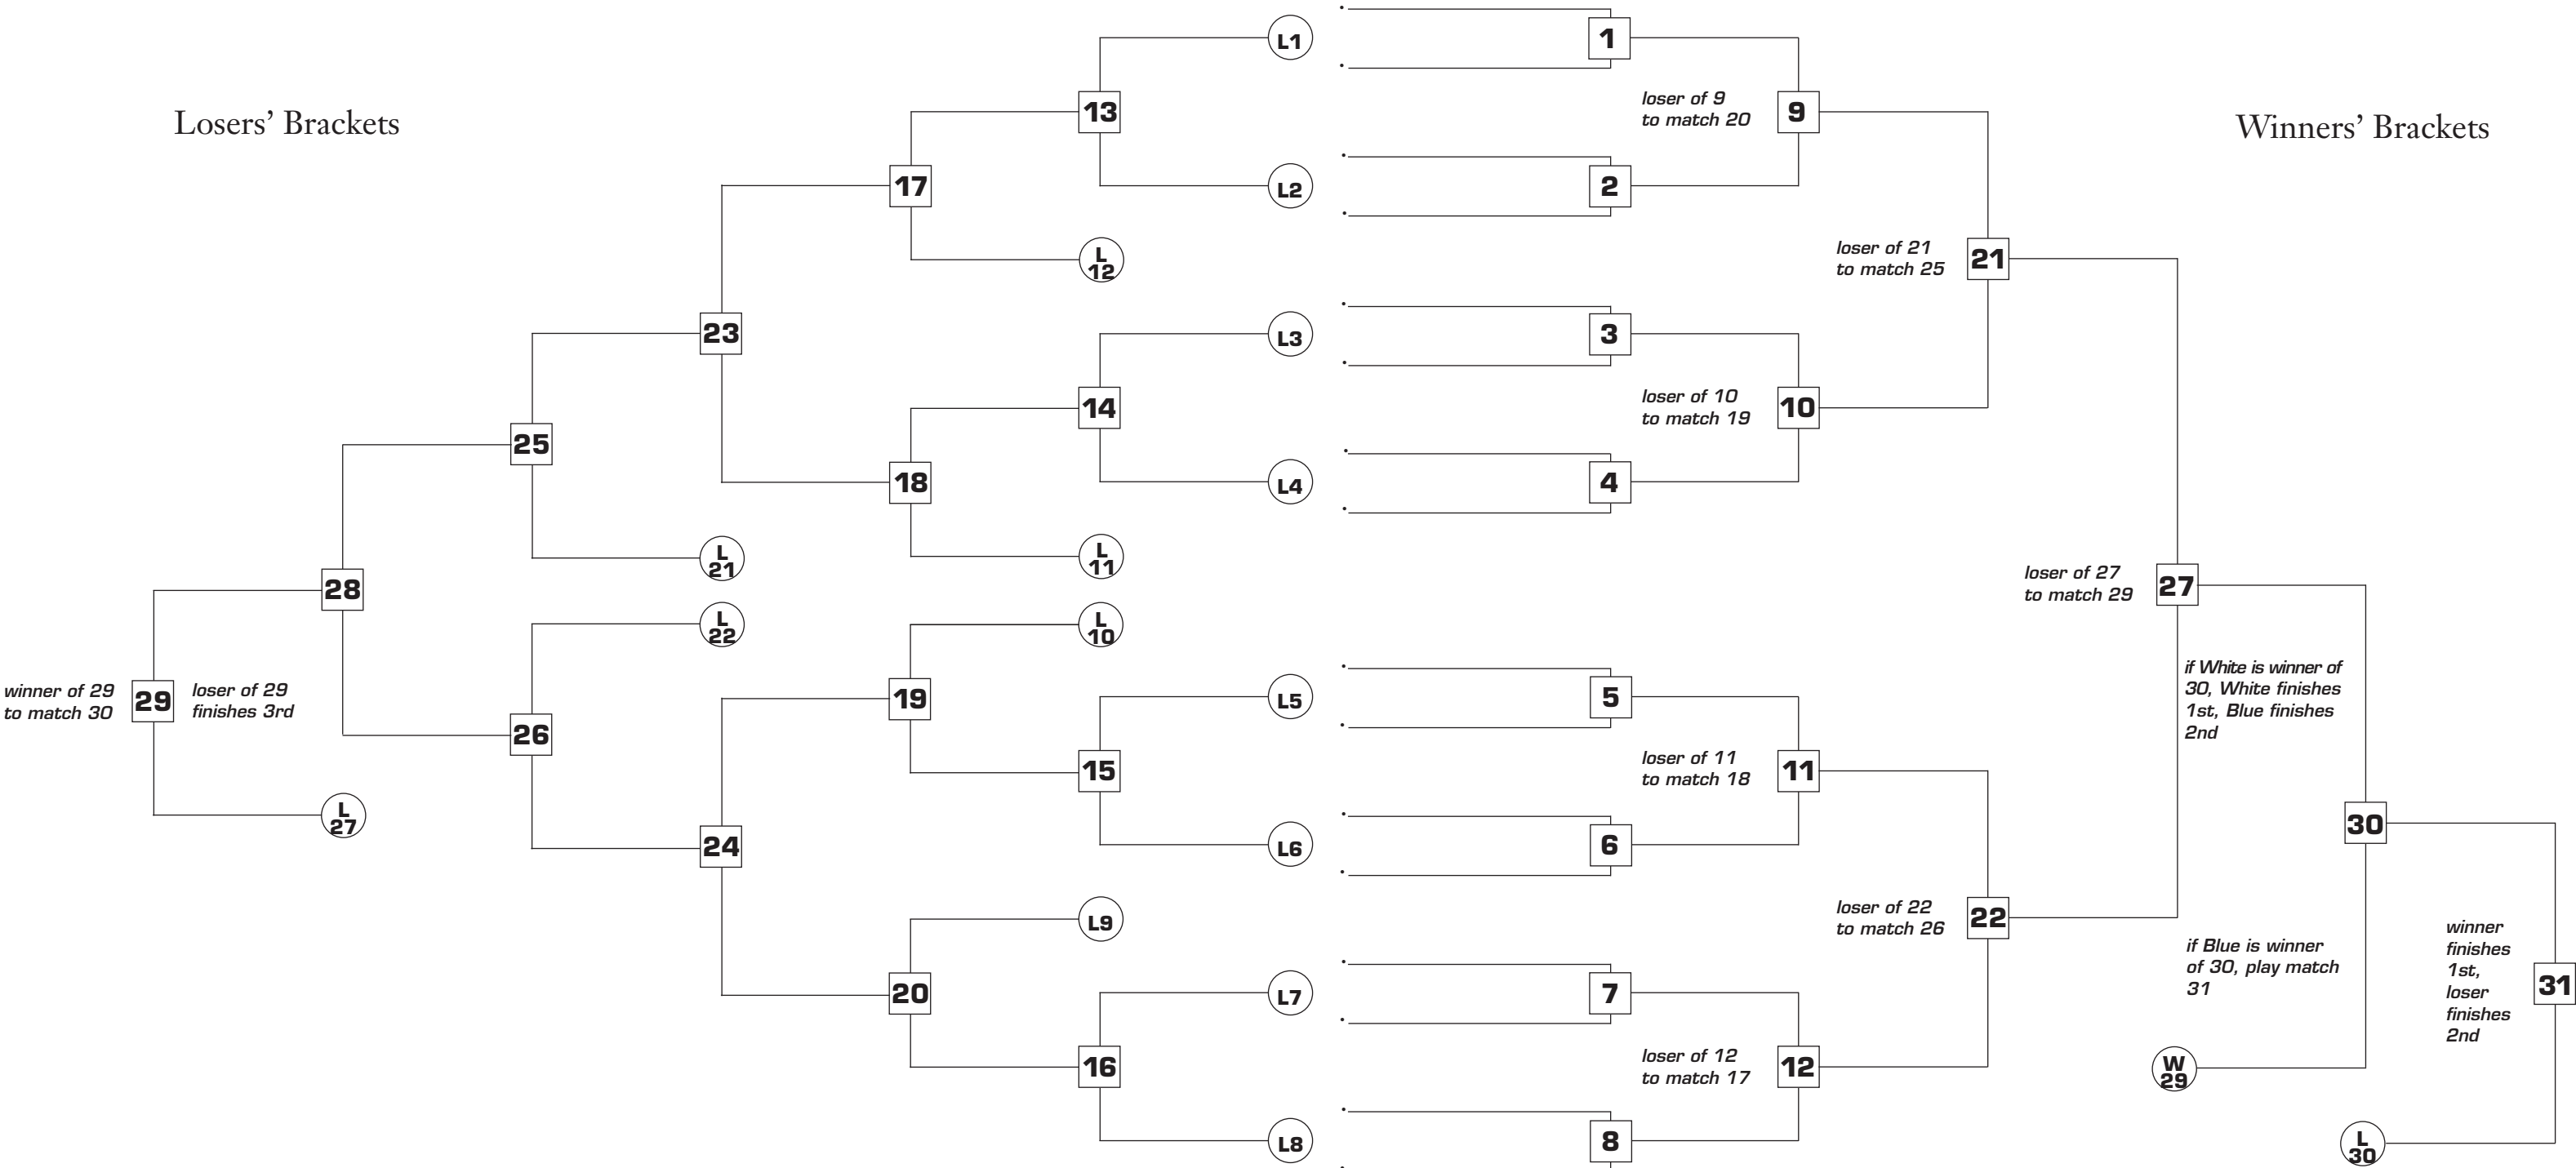 L1
1
Losers’ Brackets
13
loser of 9
to match 20
9
Winners’ Brackets
17
L2
2
L
12
loser of 21
to match 25
21
23
L3
3
14
loser of 10
to match 19
10
25
18
L4
4
L
21
L
11
28
loser of 27
to match 29
27
L
22
L
10
winner of 29
to match 30
29
loser of 29
finishes 3rd
19
L5
5
if White is winner of
30, White finishes
1st, Blue finishes
2nd
26
15
loser of 11
to match 18
11
L
27
24
L6
6
30
L9
loser of 22
to match 26
22
if Blue is winner
of 30, play match
31
winner
finishes
1st,
loser
finishes
2nd
31
20
L7
7
16
loser of 12
to match 17
12
W
29
L8
8
L
30